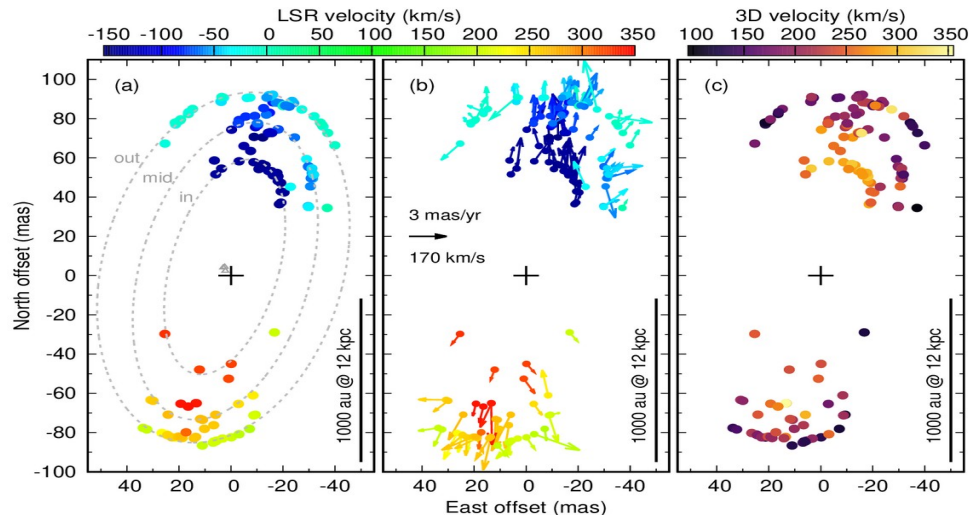 LSR velocity (km/s)
-150 -100 -50 0 50 100 150 200 250 300 350
3D velocity (km/s)
100 150 200 250 300 350
North offset (mas)
100
80
60
40
20
0
-20
-40
-60
-80
-100
(a)
out
mid
in
1000 au @ 12 kpc
40 20 0 -20 -40
(b)
3 mas/yr
170 km/s
1000 au @ 12 kpc
40 20 0 -20 -40
(c)
1000 au @ 12 kpc
40 20 0 -20 -40
East offset (mas)